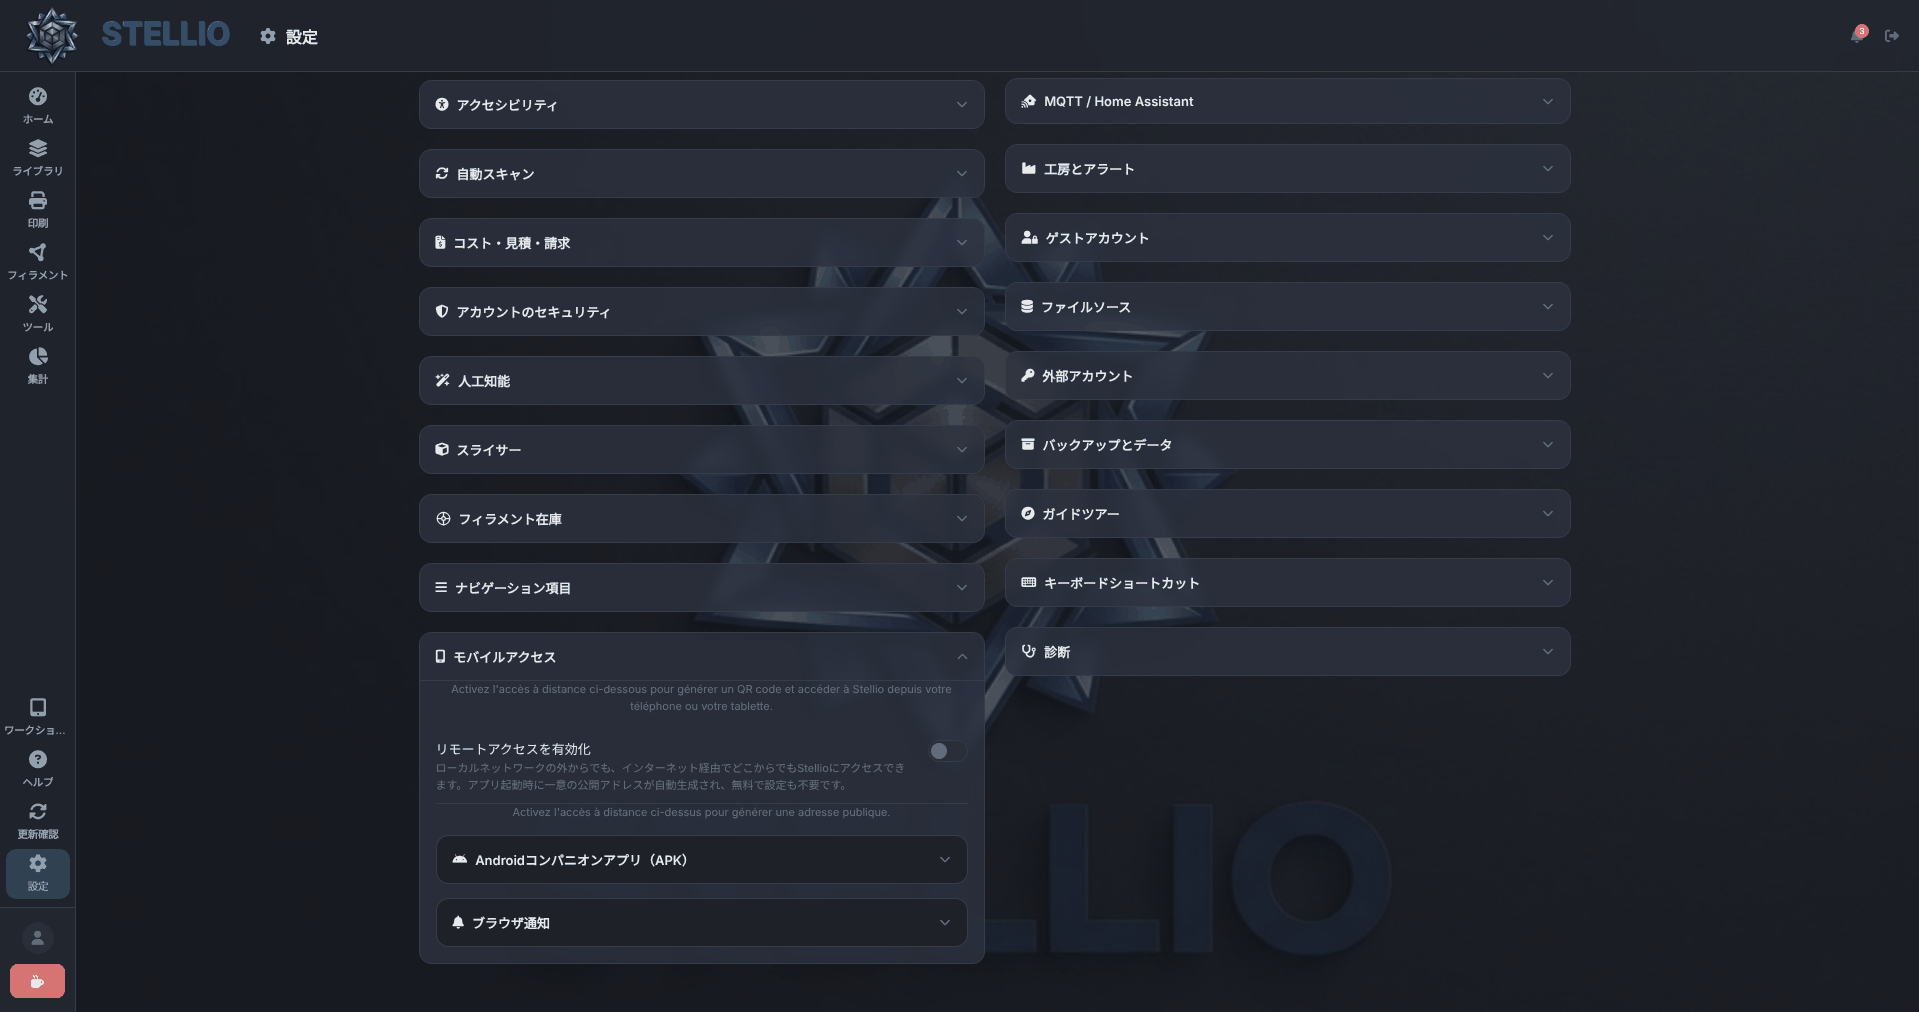 STELLIO
設定
3
ホーム
ライブラリ
印刷
フィラメント
ツール
集計
ワークショ...
ヘルプ
更新確認
設定
アクセシビリティ
自動スキャン
コスト・見積・請求
アカウントのセキュリティ
人工知能
スライサー
フィラメント在庫
ナビゲーション項目
モバイルアクセス
Activez l'accès à distance ci-dessous pour générer un QR code et accéder à Stellio depuis votre
téléphone ou votre tablette.
リモートアクセスを有効化
ローカルネットワークの外からでも、インターネット経由でどこからでもStellioにアクセスでき
ます。アプリ起動時に一意の公開アドレスが自動生成され、無料で設定も不要です。
Activez l'accès à distance ci-dessus pour générer une adresse publique.
Androidコンパニオンアプリ（APK）
ブラウザ通知
MQTT / Home Assistant
工房とアラート
ゲストアカウント
ファイルソース
外部アカウント
バックアップとデータ
ガイドツアー
キーボードショートカット
診断
LLIO